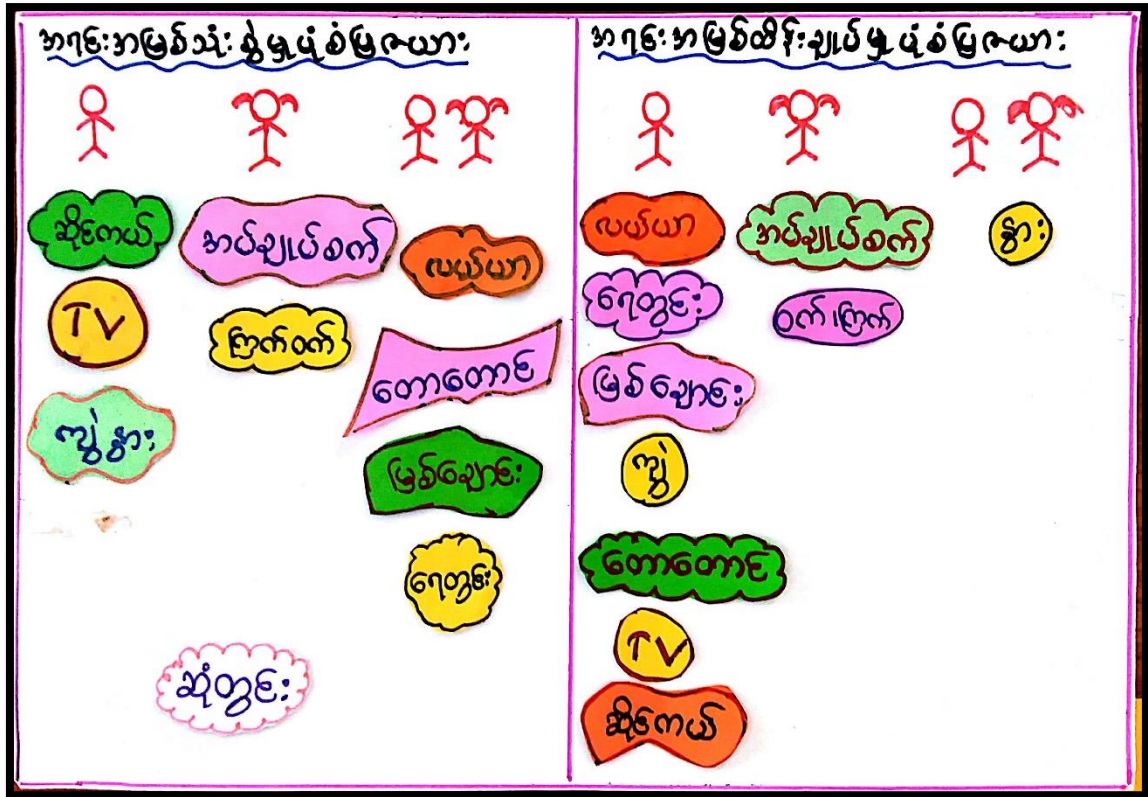 အရင်းအမြစ်သုံးစွဲမှုပုံစံမြဇယား
ဆိုင်ကယ်
TV
ကျွဲနွား
အပ်ချုပ်စက်
ကြက်ဝက်
လယ်ယာ
တောတောင်
မြစ်ချောင်း
ရေတွင်း
ဆုံတွင်း
အရင်းအမြစ်ထိန်းချုပ်မှုပုံစံမြဇယား
လယ်ယာ
ရေတွင်း
မြစ်ချောင်း
ကျွဲ
တောတောင်
TV
ဆိုင်ကယ်
အပ်ချုပ်စက်
ဝက်၊ကြက်
နွား